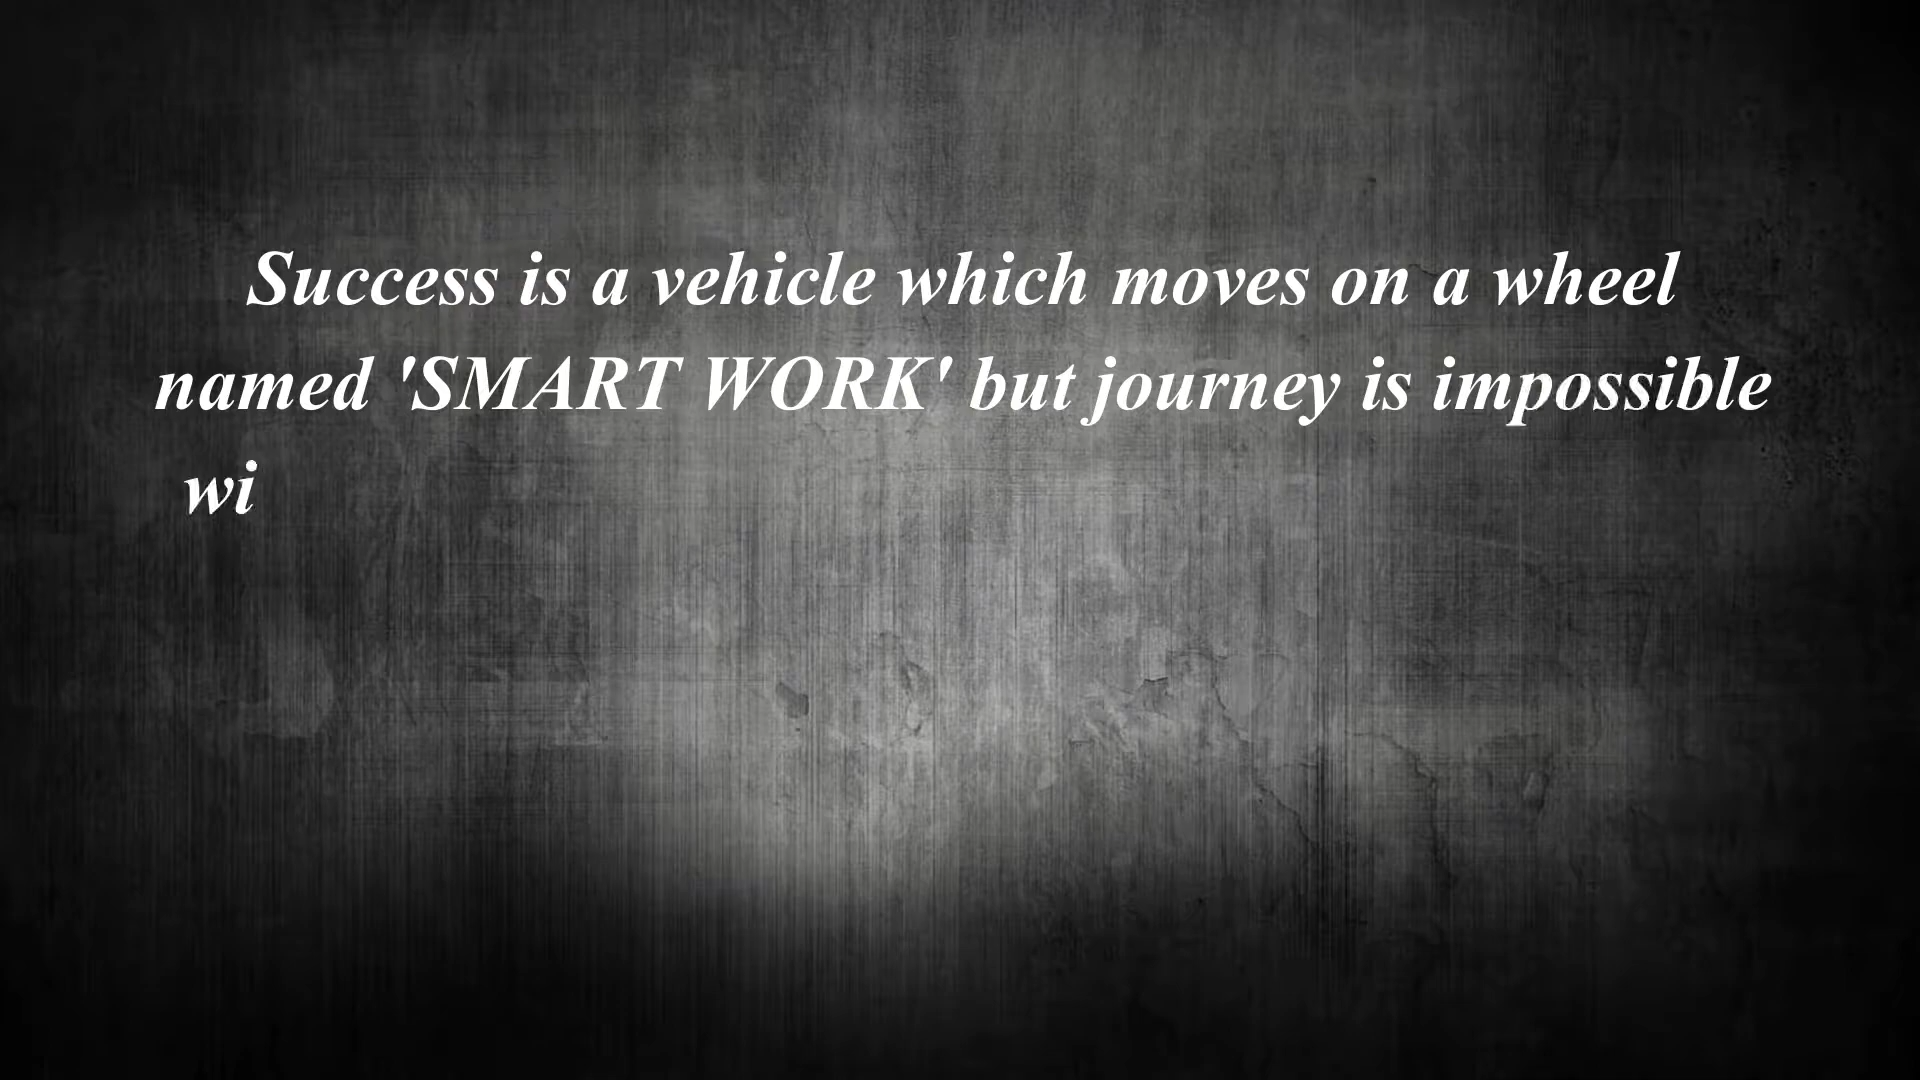 Success is a vehicle which moves on a wheel
named 'SMART WORK' but journey is impossible
wi